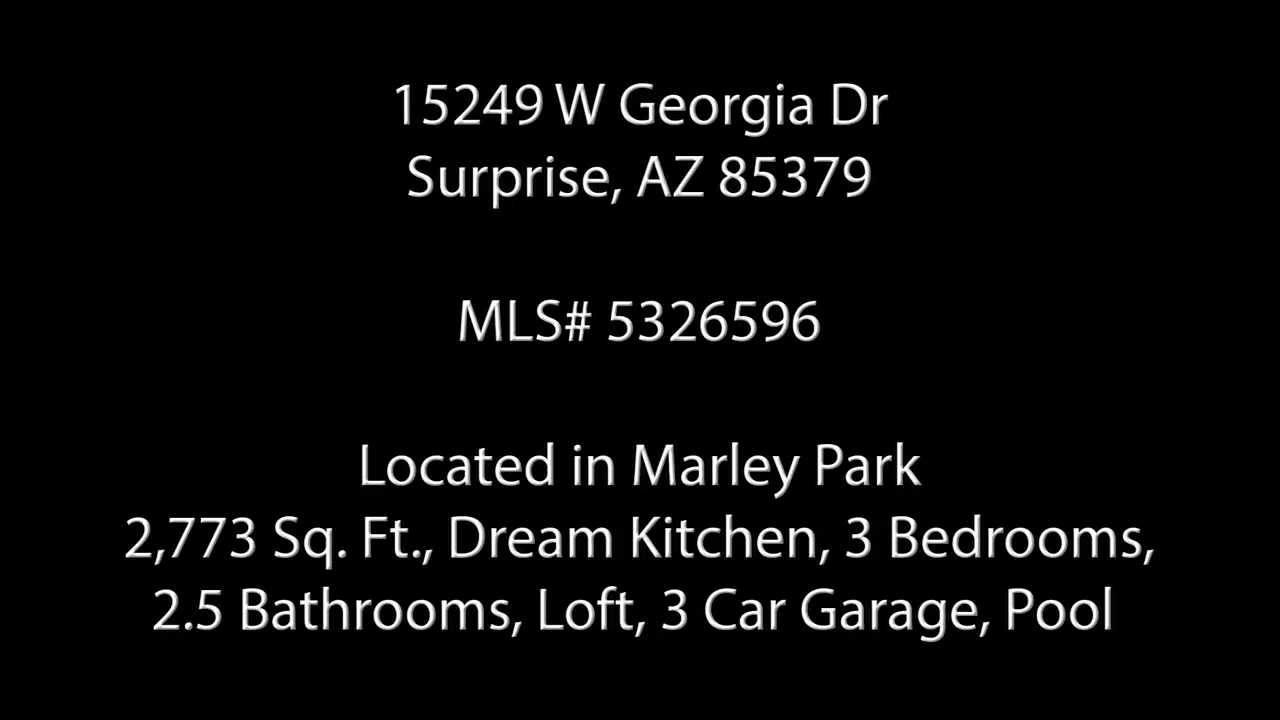 15249 W Georgia Dr
Surprise, AZ 85379
MLS# 5326596
Located in Marley Park
2,773 Sq. Ft., Dream Kitchen, 3 Bedrooms,
2.5 Bathrooms, Loft, 3 Car Garage, Pool